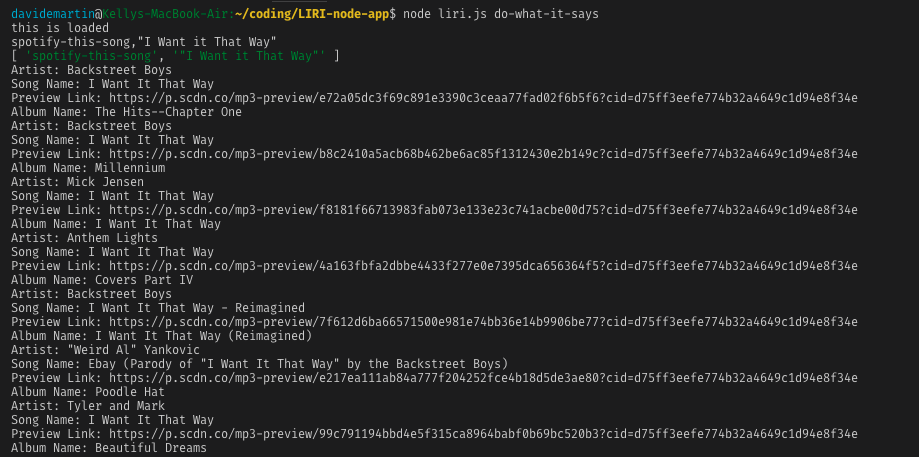 davidemartin@Kellys-MacBook-Air:~/coding/LIRI-node-app$ node liri.js do-what-it-says
this is loaded
spotify-this-song,"I Want it That Way"
[ 'spotify-this-song', '"I Want it That Way"' ]
Artist: Backstreet Boys
Song Name: I Want It That Way
Preview Link: https://p.scdn.co/mp3-preview/e72a05dc3f69c891e3390c3ceaa77fad02f6b5f6?cid=d75ff3eefe774b32a4649c1d94e8f34e
Album Name: The Hits--Chapter One
Artist: Backstreet Boys
Song Name: I Want It That Way
Preview Link: https://p.scdn.co/mp3-preview/b8c2410a5acb68b462be6ac85f1312430e2b149c?cid=d75ff3eefe774b32a4649c1d94e8f34e
Album Name: Millennium
Artist: Mick Jensen
Song Name: I Want It That Way
Preview Link: https://p.scdn.co/mp3-preview/f8181f66713983fab073e133e23c741acbe00d75?cid=d75ff3eefe774b32a4649c1d94e8f34e
Album Name: I Want It That Way
Artist: Anthem Lights
Song Name: I Want It That Way
Preview Link: https://p.scdn.co/mp3-preview/4a163fbfa2dbbe4433f277e0e7395dca656364f5?cid=d75ff3eefe774b32a4649c1d94e8f34e
Album Name: Covers Part IV
Artist: Backstreet Boys
Song Name: I Want It That Way - Reimagined
Preview Link: https://p.scdn.co/mp3-preview/7f612d6ba66571500e981e74bb36e14b9906be77?cid=d75ff3eefe774b32a4649c1d94e8f34e
Album Name: I Want It That Way (Reimagined)
Artist: "Weird Al" Yankovic
Song Name: Ebay (Parody of "I Want It That Way" by the Backstreet Boys)
Preview Link: https://p.scdn.co/mp3-preview/e217ea111ab84a777f204252fce4b18d5de3ae80?cid=d75ff3eefe774b32a4649c1d94e8f34e
Album Name: Poodle Hat
Artist: Tyler and Mark
Song Name: I Want It That Way
Preview Link: https://p.scdn.co/mp3-preview/99c791194bbd4e5f315ca8964babf0b69bc520b3?cid=d75ff3eefe774b32a4649c1d94e8f34e
Album Name: Beautiful Dreams